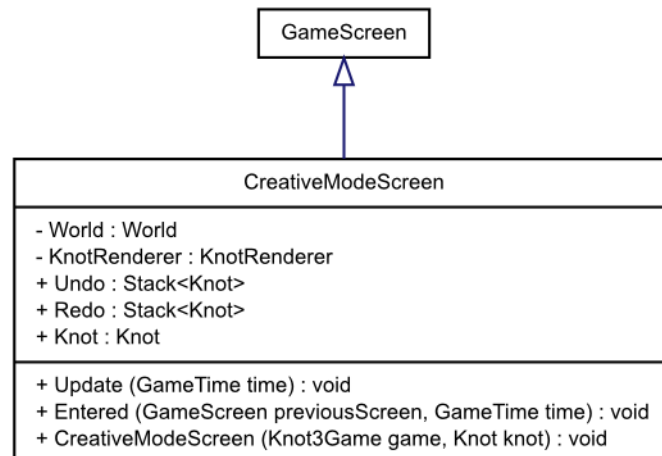 GameScreen
CreativeModeScreen
- World : World
- KnotRenderer : KnotRenderer
+ Undo : Stack<Knot>
+ Redo : Stack<Knot>
+ Knot : Knot
+ Update (GameTime time) : void
+ Entered (GameScreen previousScreen, GameTime time) : void
+ CreativeModeScreen (Knot3Game game, Knot knot) : void